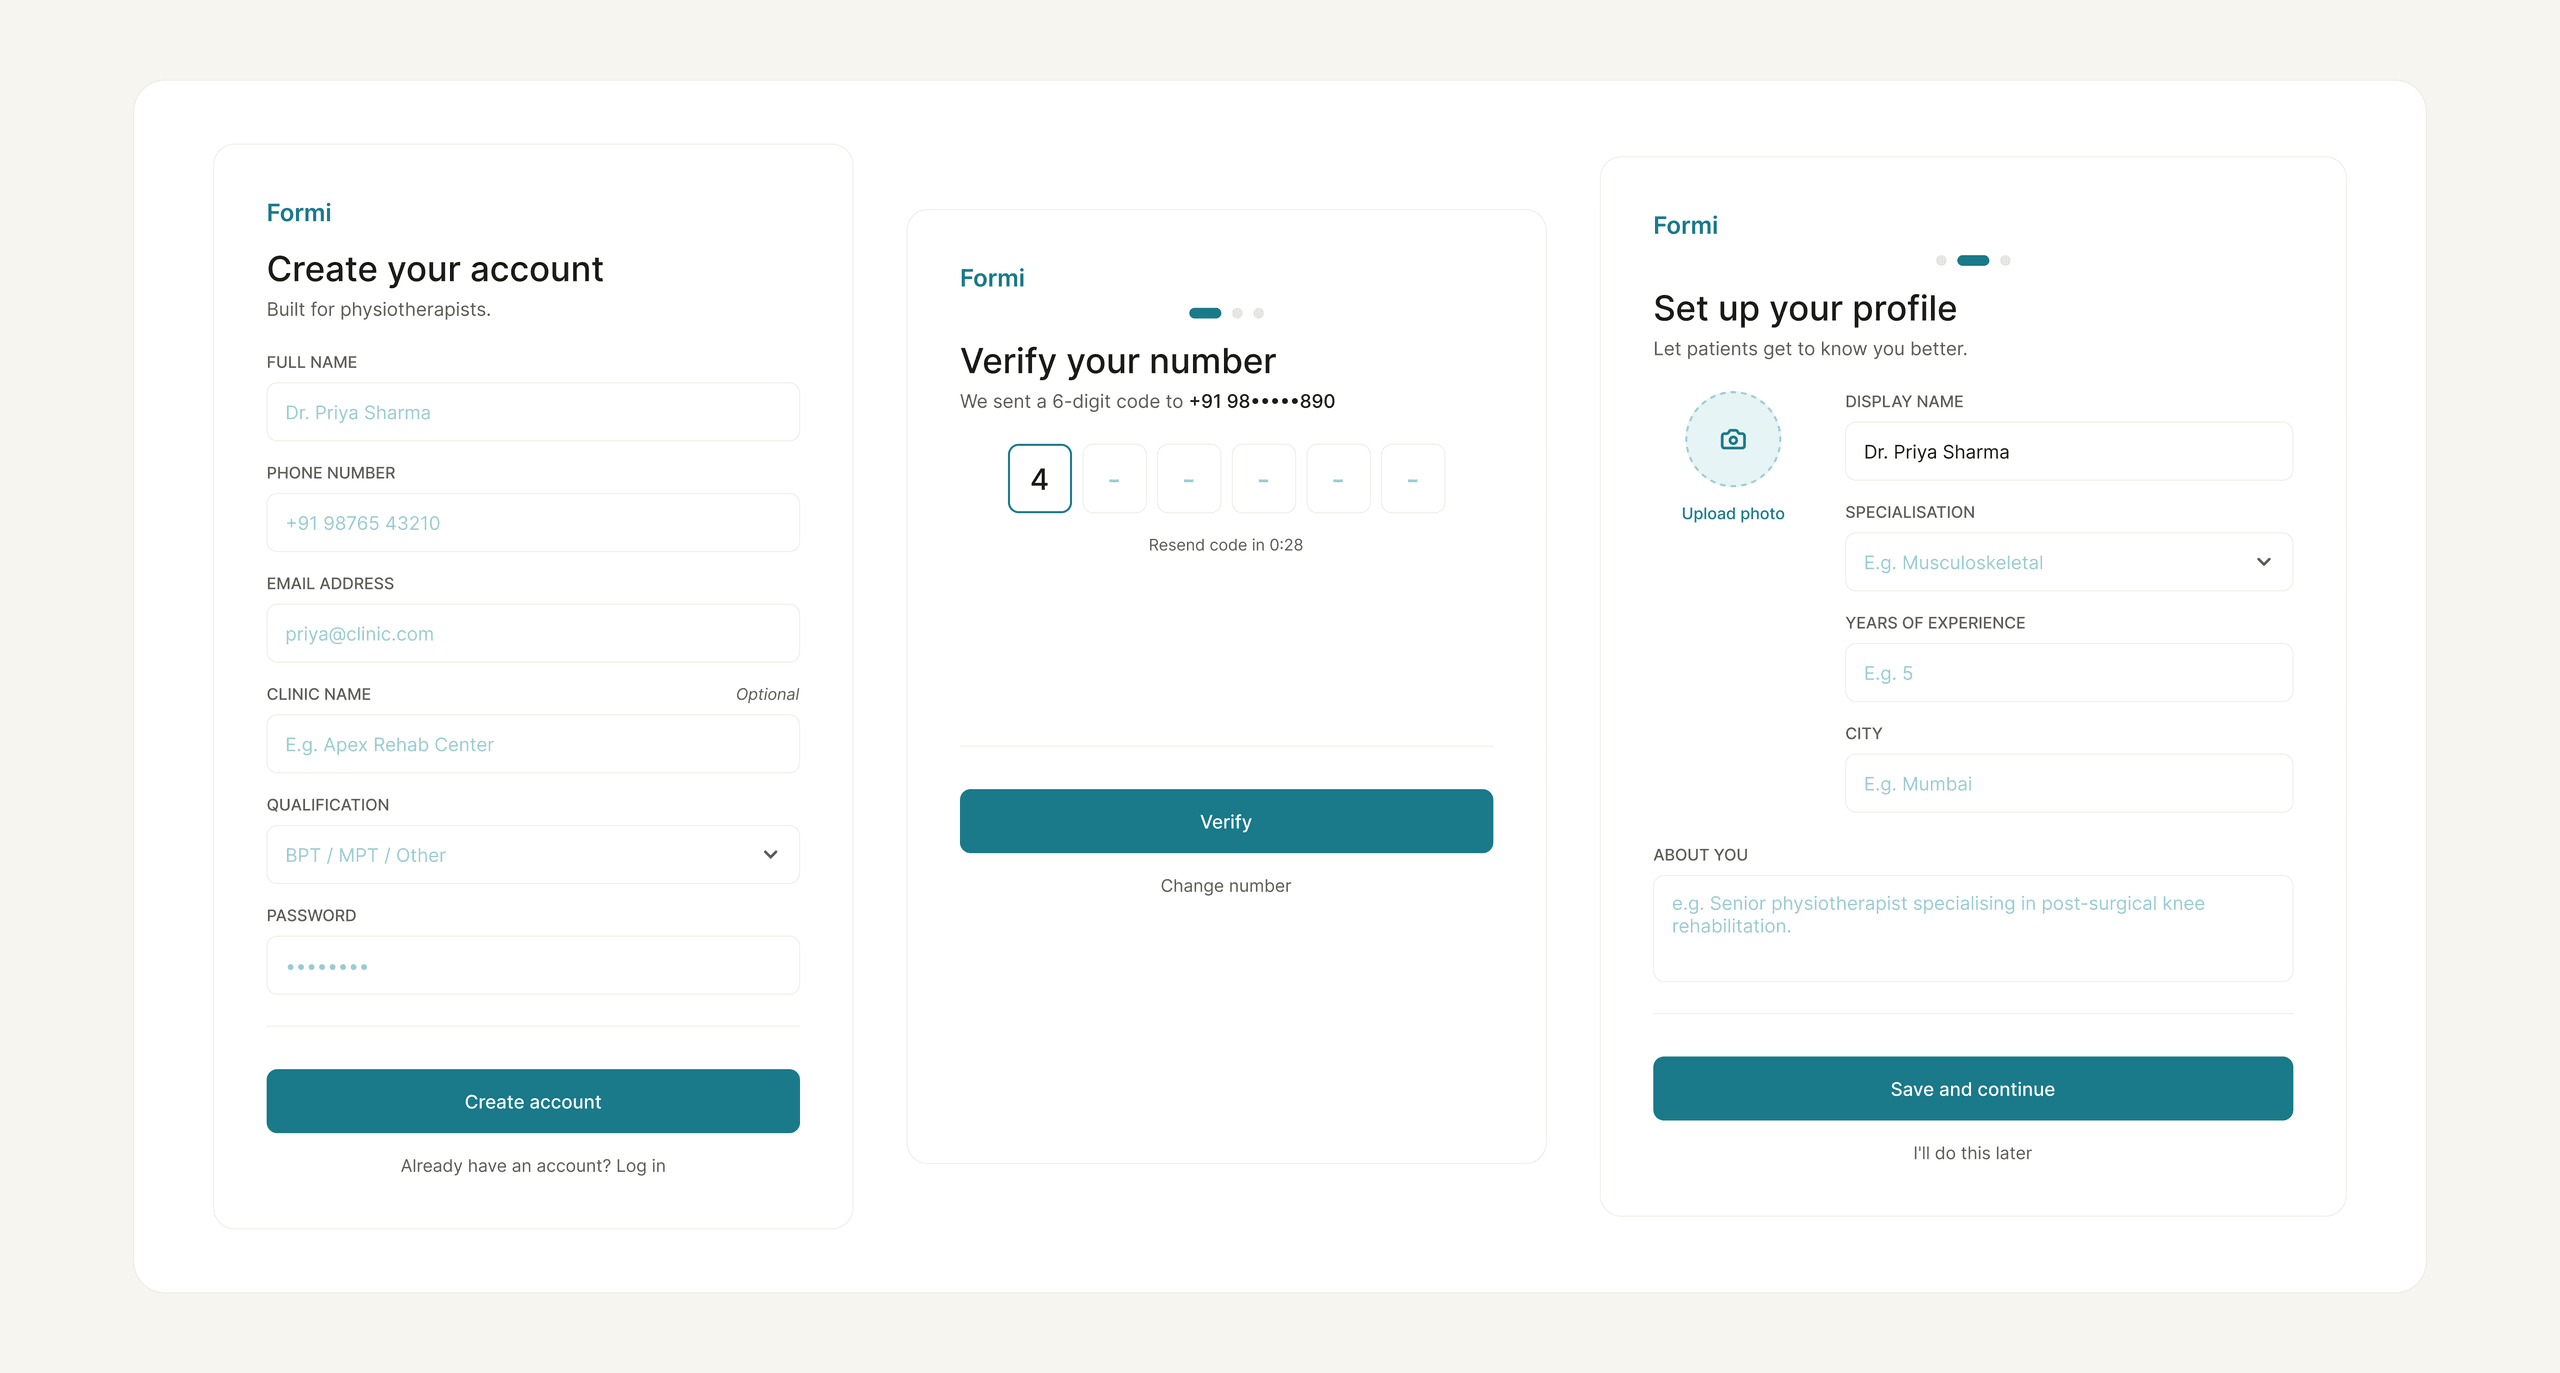 Formi
Create your account
Built for physiotherapists.
FULL NAME
Dr. Priya Sharma
PHONE NUMBER
+91 98765 43210
EMAIL ADDRESS
priya@clinic.com
CLINIC NAME Optional
E.g. Apex Rehab Center
QUALIFICATION
BPT / MPT / Other
PASSWORD
••••••••
Create account
Already have an account? Log in
Formi
Verify your number
We sent a 6-digit code to +91 98•••••890
4 - - - - -
Resend code in 0:28
Verify
Change number
Formi
Set up your profile
Let patients get to know you better.
Upload photo
DISPLAY NAME
Dr. Priya Sharma
SPECIALISATION
E.g. Musculoskeletal
YEARS OF EXPERIENCE
E.g. 5
CITY
E.g. Mumbai
ABOUT YOU
e.g. Senior physiotherapist specialising in post-surgical knee
rehabilitation.
Save and continue
I'll do this later